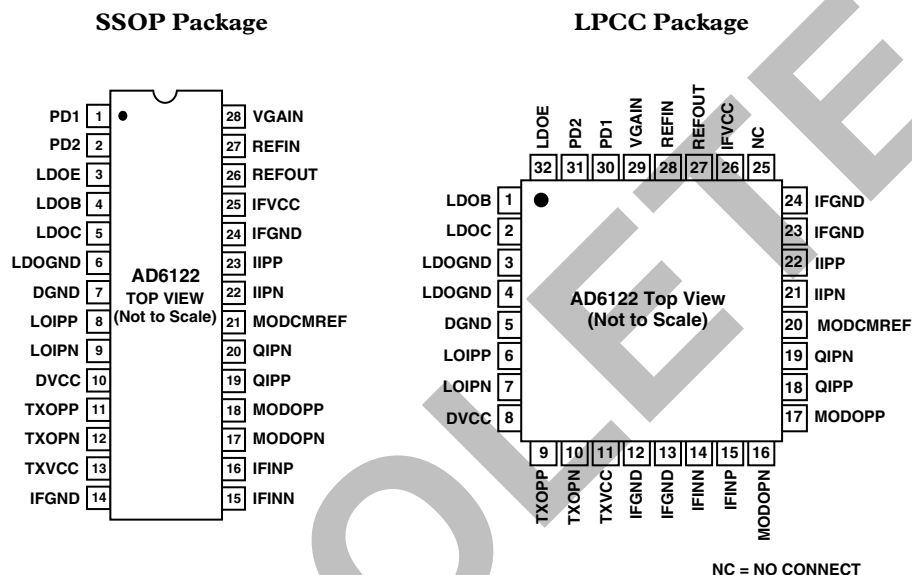 SSOP Package
PD1 1
PD2 2
LDOE 3
LDOB 4
LDOC 5
LDOGND 6
DGND 7
LOIPP 8
LOIPN 9
DVCC 10
TXOPP 11
TXOPN 12
TXVCC 13
IFGND 14
AD6122
TOP VIEW
(Not to Scale)
28 VGAIN
27 REFIN
26 REFOUT
25 IFVCC
24 IFGND
23 IIPP
22 IIPN
21 MODCMREF
20 QIPN
19 QIPP
18 MODOPP
17 MODOPN
16 IFINP
15 IFINN
LPCC Package
LDOE
PD2
PD1
VGAIN
REFIN
REFOUT
IFVCC
NC
32 31 30 29 28 27 26 25
LDOB 1
LDOC 2
LDOGND 3
LDOGND 4
DGND 5
LOIPP 6
LOIPN 7
DVCC 8
AD6122 Top View
(Not to Scale)
24 IFGND
23 IFGND
22 IIPP
21 IIPN
20 MODCMREF
19 QIPN
18 QIPP
17 MODOPP
9 10 11 12 13 14 15 16
TXOPP
TXOPN
TXVCC
IFGND
IFGND
IFINN
IFINP
MODOPN
NC = NO CONNECT
OLETE